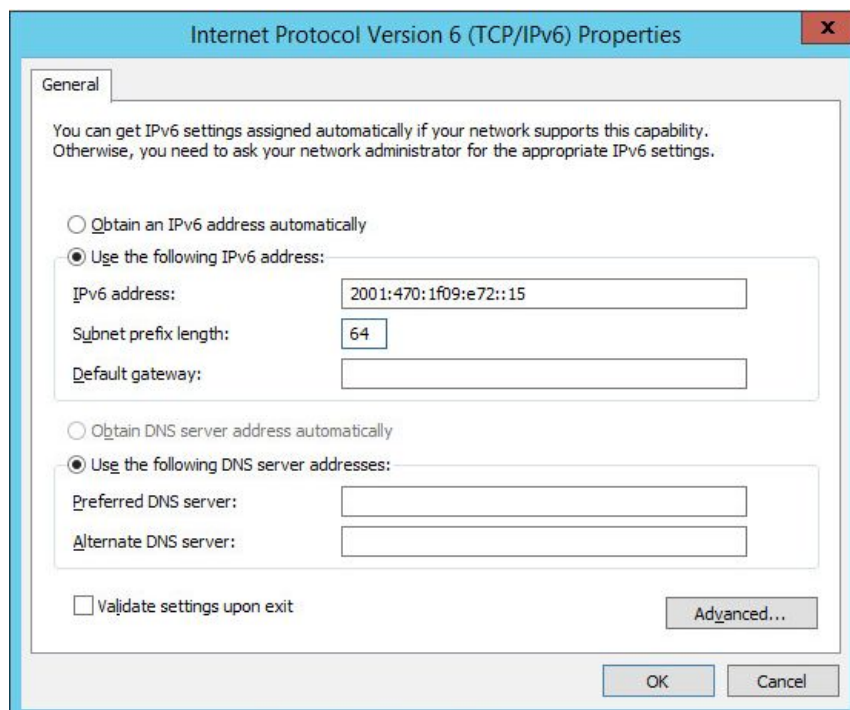 Internet Protocol Version 6 (TCP/IPv6) Properties
x
General
You can get IPv6 settings assigned automatically if your network supports this capability.
Otherwise, you need to ask your network administrator for the appropriate IPv6 settings.
Obtain an IPv6 address automatically
Use the following IPv6 address:
IPv6 address: 2001:470:1f09:e72::15
Subnet prefix length: 64
Default gateway:
Obtain DNS server address automatically
Use the following DNS server addresses:
Preferred DNS server:
Alternate DNS server:
Validate settings upon exit
Advanced...
OK Cancel